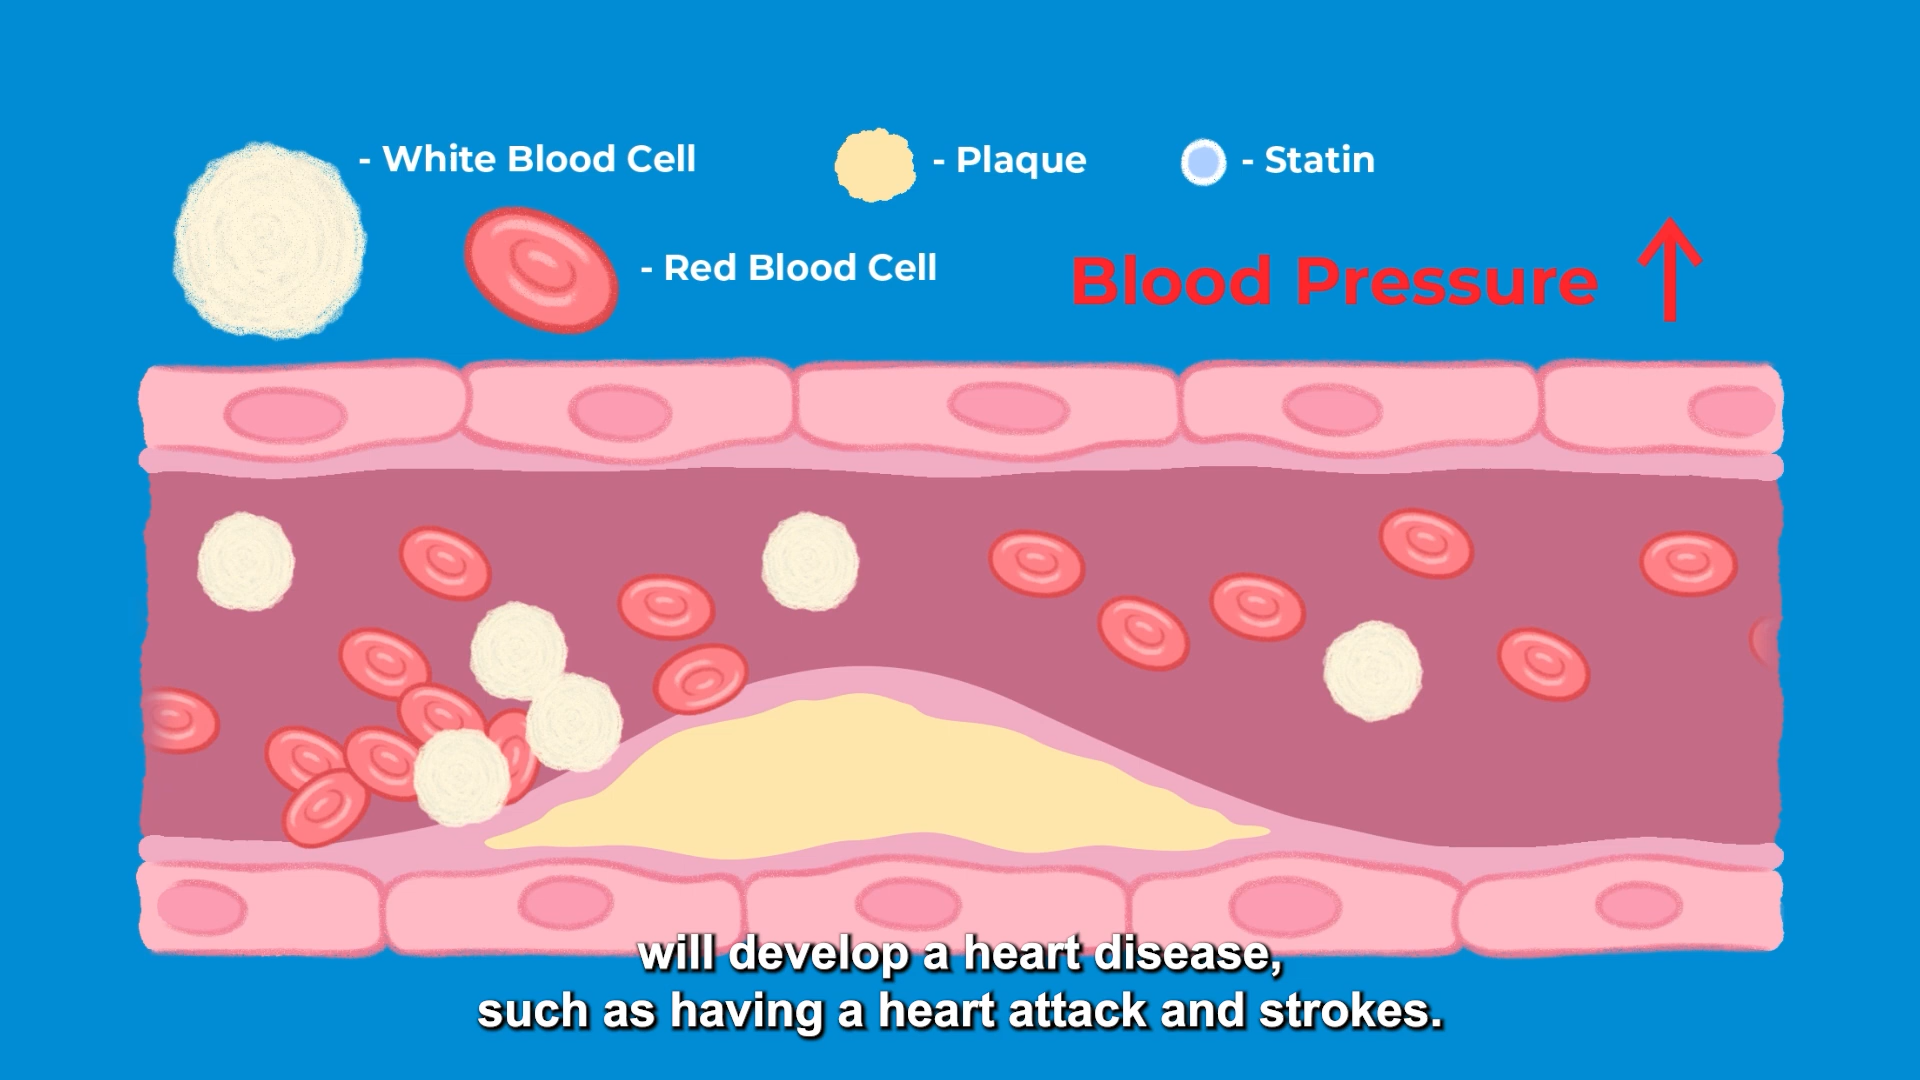 - White Blood Cell
- Plaque
- Statin
- Red Blood Cell
Blood Pressure
will develop a heart disease,
such as having a heart attack and strokes.